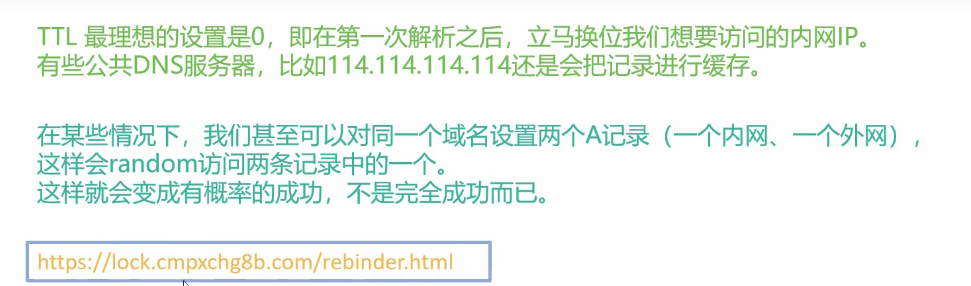 TTL 最理想的设置是0，即在第一次解析之后，立马换位我们想要访问的内网IP。
有些公共DNS服务器，比如114.114.114.114还是会把记录进行缓存。
在某些情况下，我们甚至可以对同一个域名设置两个A记录（一个内网、一个外网），
这样会random访问两条记录中的一个。
这样就会变成有概率的成功，不是完全成功而已。
https://lock.cmpxchg8b.com/rebinder.html